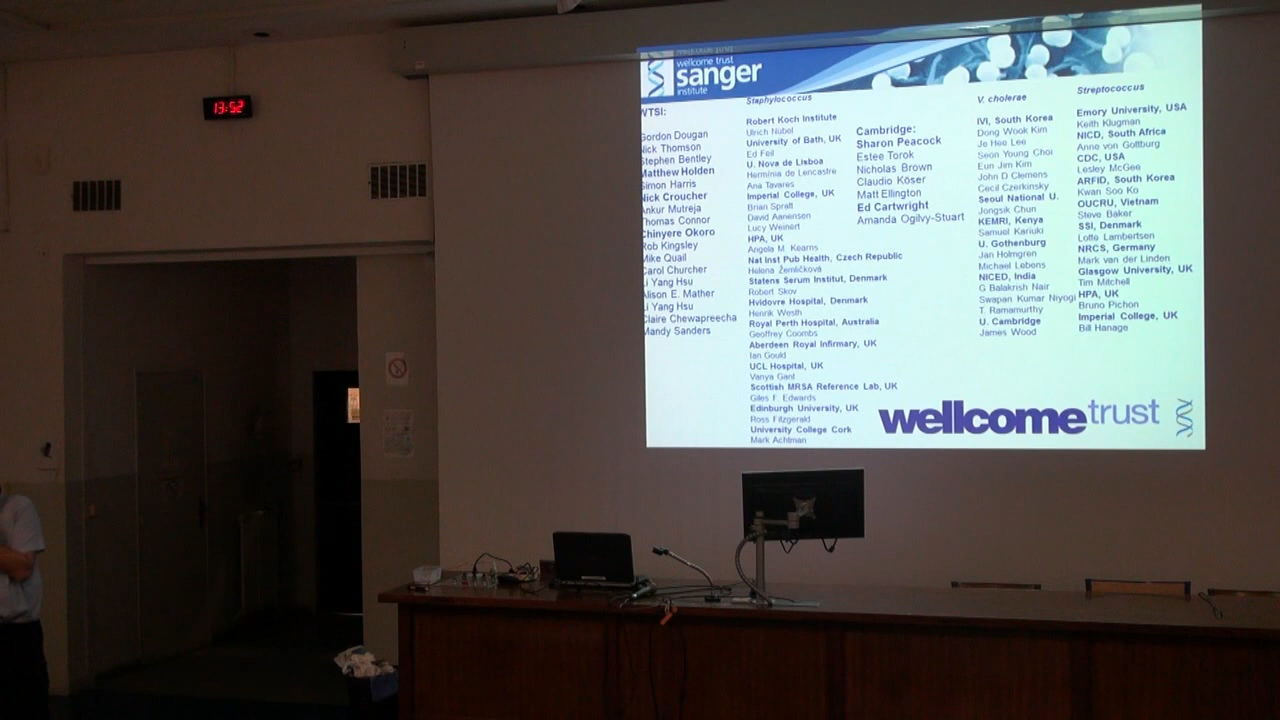 13:52
wellcome trust
sanger
institute
WTSI:
Gordon Dougan
Nick Thomson
Stephen Bentley
Matthew Holden
Simon Harris
Nick Croucher
Ankur Mutreja
Thomas Connor
Chinyere Okoro
Rob Kingsley
Mike Quail
Carol Churcher
Li Yang Hsu
Alison E. Mather
Li Yang Hsu
Claire Chewapreecha
Mandy Sanders
Staphylococcus
Robert Koch Institute
Ulrich Nübel
University of Bath, UK
Ed Feil
U. Nova de Lisboa
Hermínia de Lencastre
Ana Tavares
Imperial College, UK
Brian Spratt
David Aanensen
Lucy Weinert
HPA, UK
Angela M. Kearns
Nat Inst Pub Health, Czech Republic
Helena Žemličková
Statens Serum Institut, Denmark
Robert Skov
Hvidovre Hospital, Denmark
Henrik Westh
Royal Perth Hospital, Australia
Geoffrey Coombs
Aberdeen Royal Infirmary, UK
Ian Gould
UCL Hospital, UK
Vanya Gant
Scottish MRSA Reference Lab, UK
Giles F. Edwards
Edinburgh University, UK
Ross Fitzgerald
University College Cork
Mark Achtman
Cambridge:
Sharon Peacock
Estee Torok
Nicholas Brown
Claudio Köser
Matt Ellington
Ed Cartwright
Amanda Ogilvy-Stuart
V. cholerae
IVI, South Korea
Dong Wook Kim
Je Hee Lee
Seon Young Choi
Eun Jin Kim
John D Clemens
Cecil Czerkinsky
Seoul National U.
Jongsik Chun
KEMRI, Kenya
Samuel Kariuki
U. Gothenburg
Jan Holmgren
Michael Lebens
NICED, India
G Balakrish Nair
Swapan Kumar Niyogi
T. Ramamurthy
U. Cambridge
James Wood
Streptococcus
Emory University, USA
Keith Klugman
NICD, South Africa
Anne von Gottburg
CDC, USA
Lesley McGee
ARFID, South Korea
Kwan Soo Ko
OUCRU, Vietnam
Steve Baker
SSI, Denmark
Lotte Lambertsen
NRCS, Germany
Mark van der Linden
Glasgow University, UK
Tim Mitchell
HPA, UK
Bruno Pichon
Imperial College, UK
Bill Hanage
wellcometrust